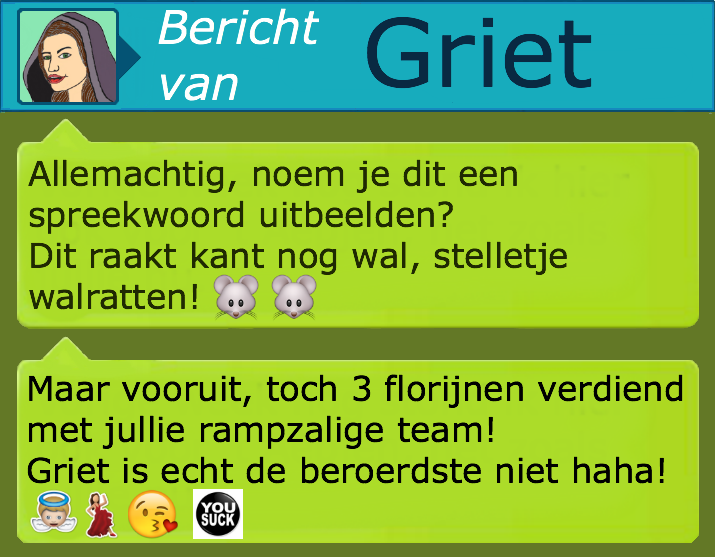 Bericht
van
Griet
Allemachtig, noem je dit een
spreekwoord uitbeelden?
Dit raakt kant nog wal, stelletje
walratten!
Maar vooruit, toch 3 florijnen verdiend
met jullie rampzalige team!
Griet is echt de beroerdste niet haha!
YOU
SUCK